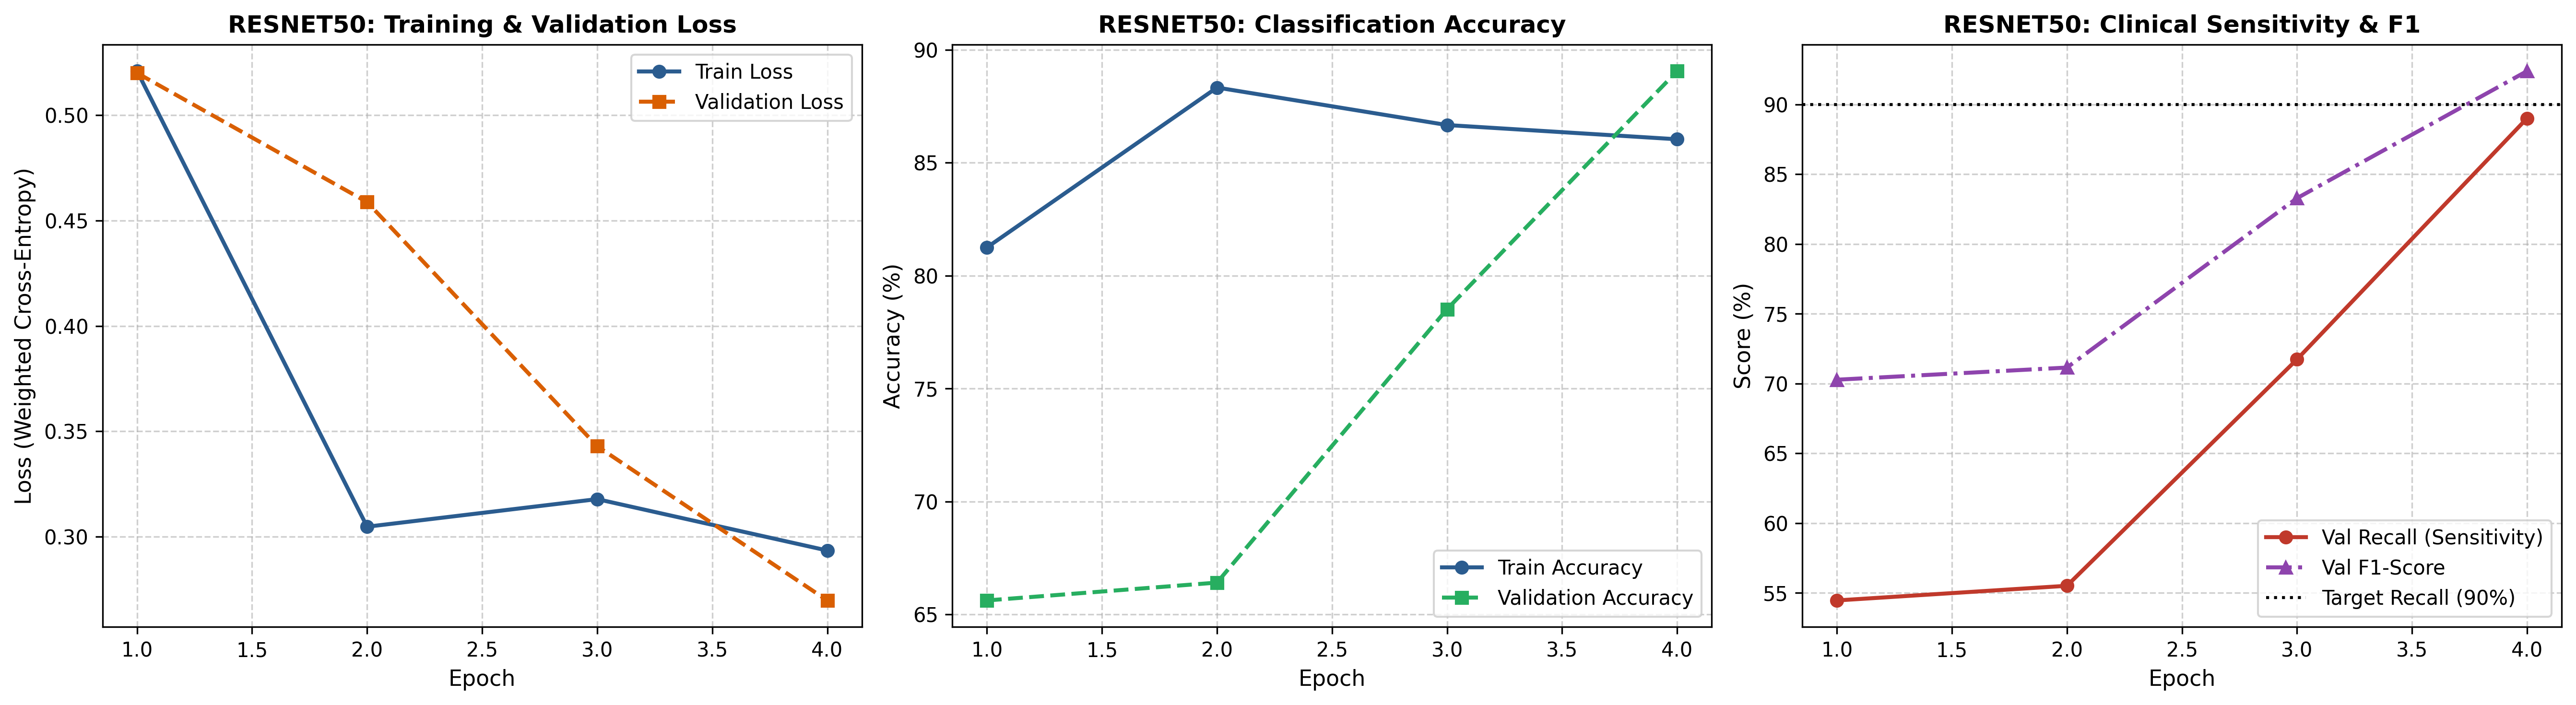 RESNET50: Training & Validation Loss
Loss (Weighted Cross-Entropy)
0.50
0.45
0.40
0.35
0.30
Train Loss
Validation Loss
1.0 1.5 2.0 2.5 3.0 3.5 4.0
Epoch
RESNET50: Classification Accuracy
Accuracy (%)
90
85
80
75
70
65
Train Accuracy
Validation Accuracy
1.0 1.5 2.0 2.5 3.0 3.5 4.0
Epoch
RESNET50: Clinical Sensitivity & F1
Score (%)
90
85
80
75
70
65
60
55
Val Recall (Sensitivity)
Val F1-Score
Target Recall (90%)
1.0 1.5 2.0 2.5 3.0 3.5 4.0
Epoch